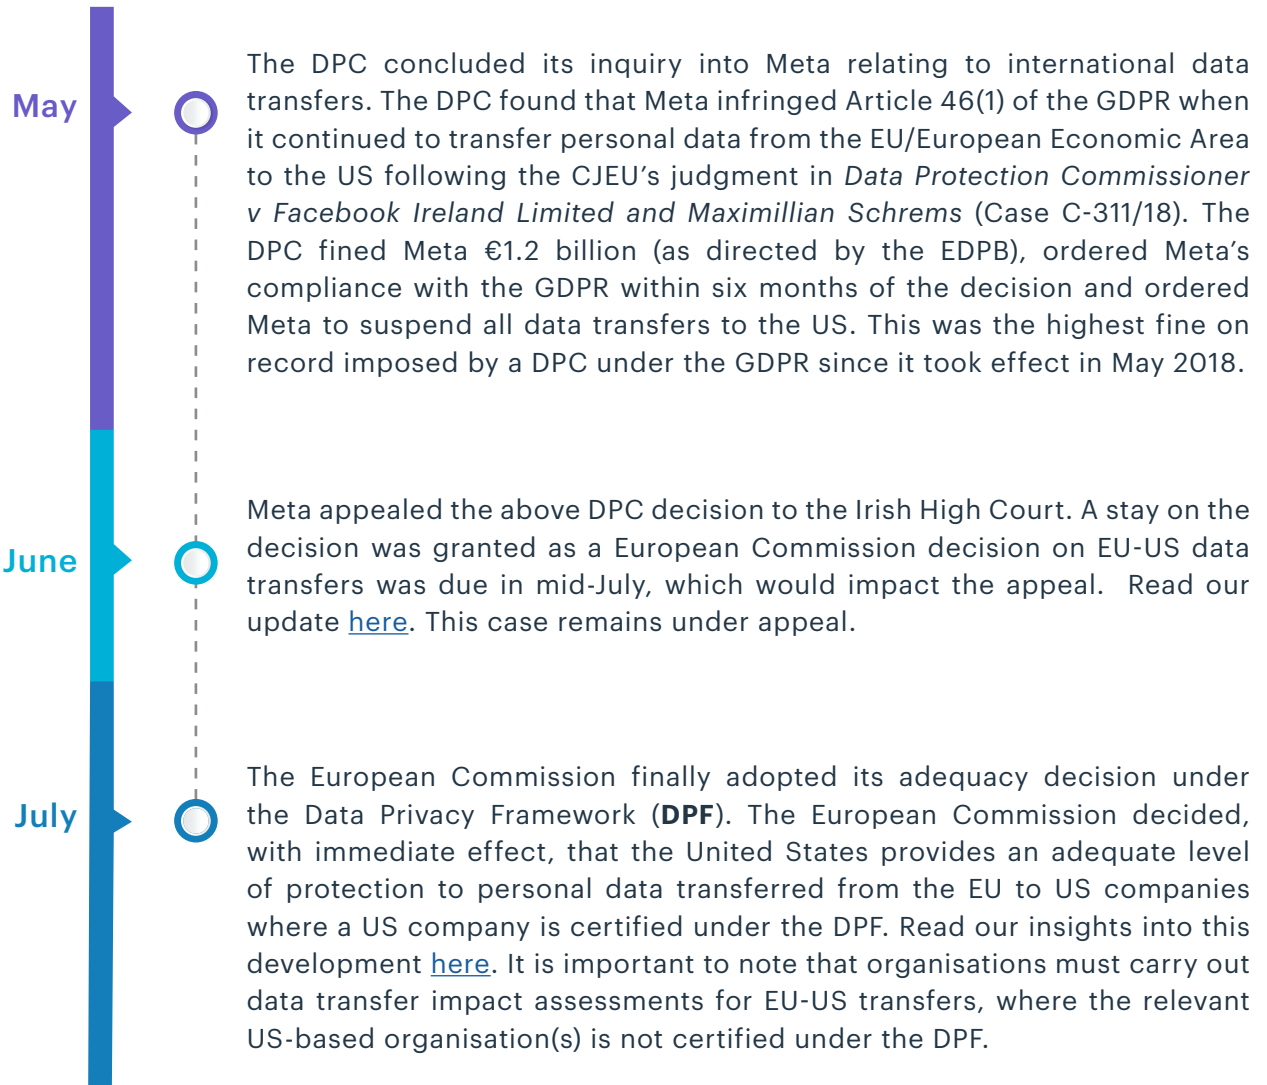 May
The DPC concluded its inquiry into Meta relating to international data
transfers. The DPC found that Meta infringed Article 46(1) of the GDPR when
it continued to transfer personal data from the EU/European Economic Area
to the US following the CJEU's judgment in Data Protection Commissioner
v Facebook Ireland Limited and Maximillian Schrems (Case C-311/18). The
DPC fined Meta €1.2 billion (as directed by the EDPB), ordered Meta's
compliance with the GDPR within six months of the decision and ordered
Meta to suspend all data transfers to the US. This was the highest fine on
record imposed by a DPC under the GDPR since it took effect in May 2018.
June
Meta appealed the above DPC decision to the Irish High Court. A stay on the
decision was granted as a European Commission decision on EU-US data
transfers was due in mid-July, which would impact the appeal. Read our
update here. This case remains under appeal.
July
The European Commission finally adopted its adequacy decision under
the Data Privacy Framework (DPF). The European Commission decided,
with immediate effect, that the United States provides an adequate level
of protection to personal data transferred from the EU to US companies
where a US company is certified under the DPF. Read our insights into this
development here. It is important to note that organisations must carry out
data transfer impact assessments for EU-US transfers, where the relevant
US-based organisation(s) is not certified under the DPF.